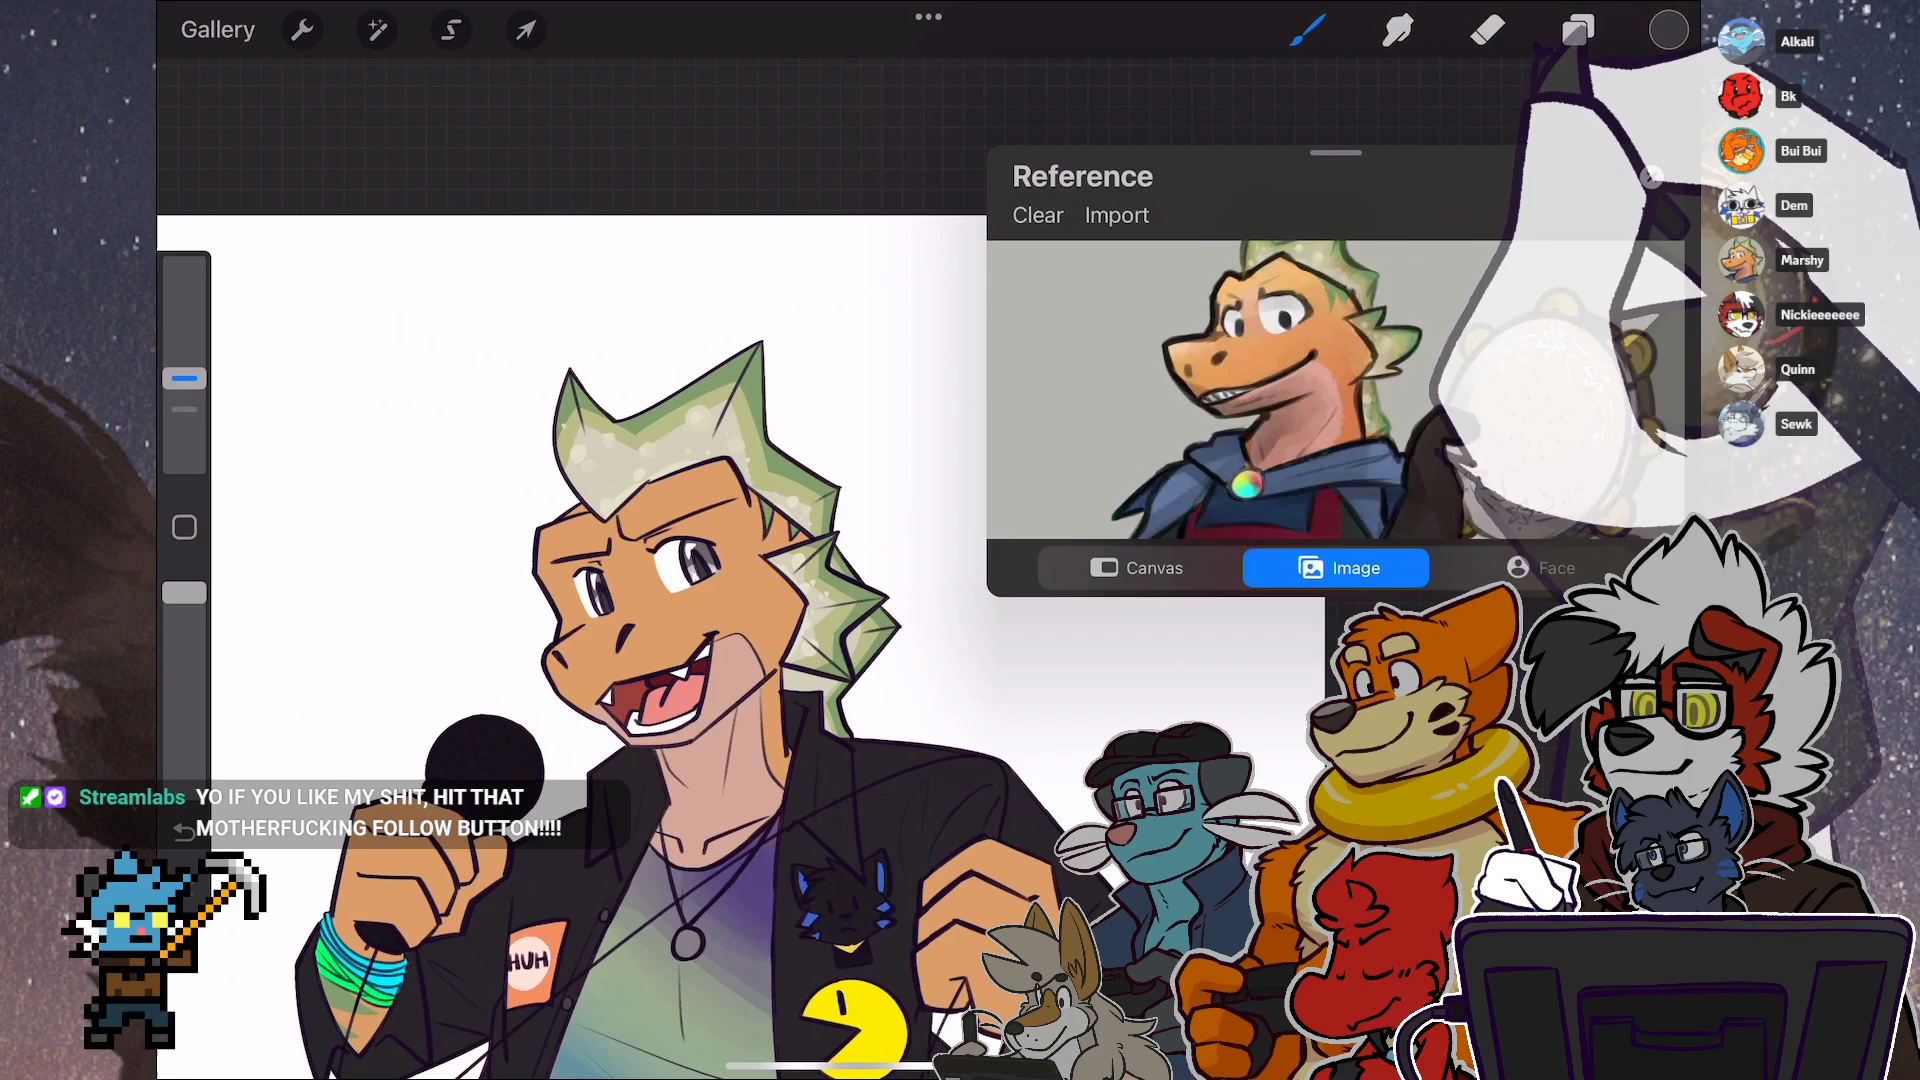 Gallery
Reference
Clear Import
Canvas Image Face
Alkali
Bk
Bui Bui
Dem
Marshy
Nickieeeeeee
Quinn
Sewk
Streamlabs YO IF YOU LIKE MY SHIT, HIT THAT
MOTHERFUCKING FOLLOW BUTTON!!!!
HUH